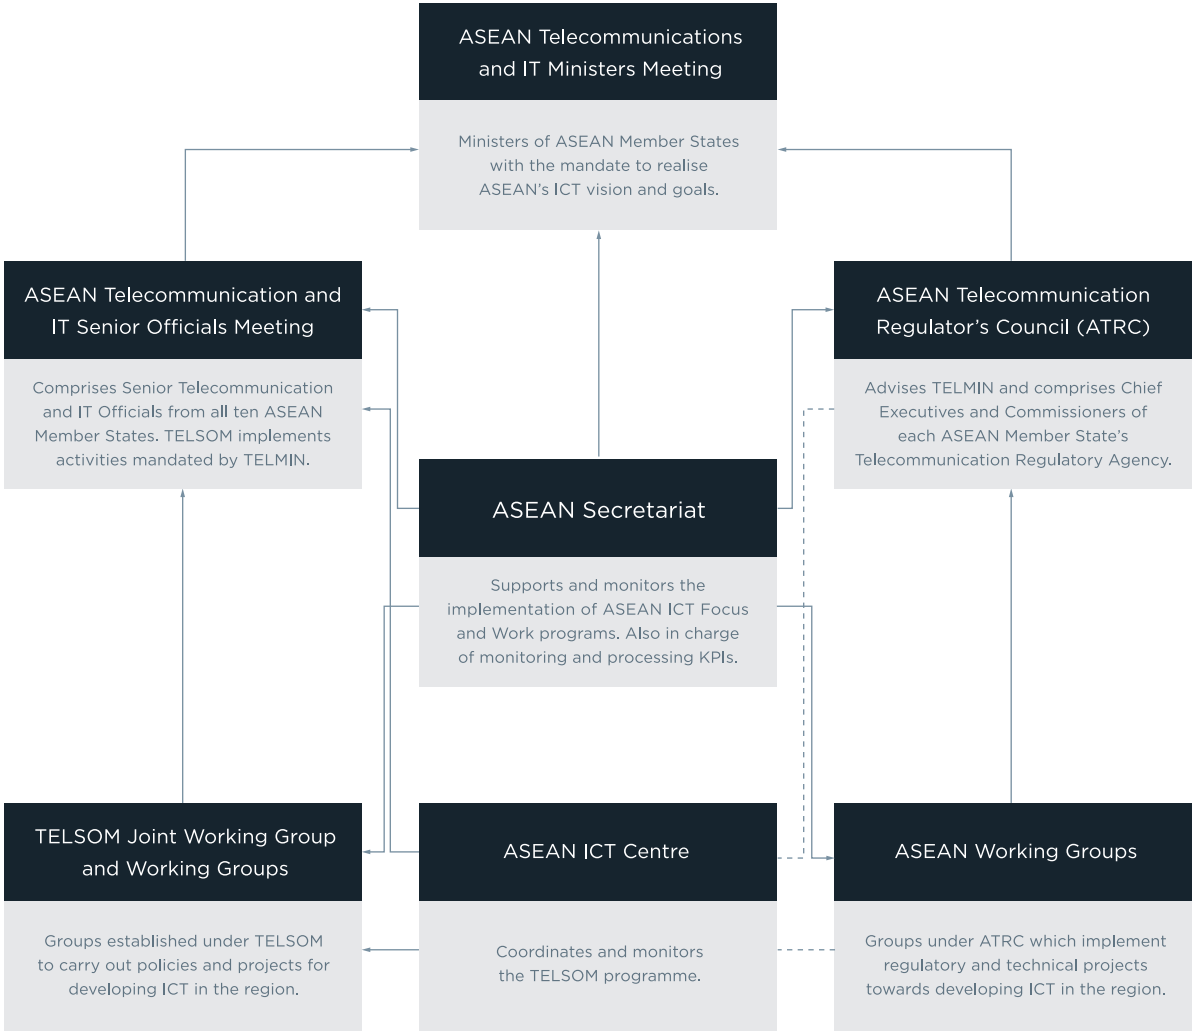 ASEAN Telecommunications
and IT Ministers Meeting
Ministers of ASEAN Member States
with the mandate to realise
ASEAN's ICT vision and goals.
ASEAN Telecommunication and
IT Senior Officials Meeting
Comprises Senior Telecommunication
and IT Officials from all ten ASEAN
Member States. TELSOM implements
activities mandated by TELMIN.
ASEAN Telecommunication
Regulator's Council (ATRC)
Advises TELMIN and comprises Chief
Executives and Commissioners of
each ASEAN Member State's
Telecommunication Regulatory Agency.
ASEAN Secretariat
Supports and monitors the
implementation of ASEAN ICT Focus
and Work programs. Also in charge
of monitoring and processing KPIs.
TELSOM Joint Working Group
and Working Groups
Groups established under TELSOM
to carry out policies and projects for
developing ICT in the region.
ASEAN ICT Centre
Coordinates and monitors
the TELSOM programme.
ASEAN Working Groups
Groups under ATRC which implement
regulatory and technical projects
towards developing ICT in the region.